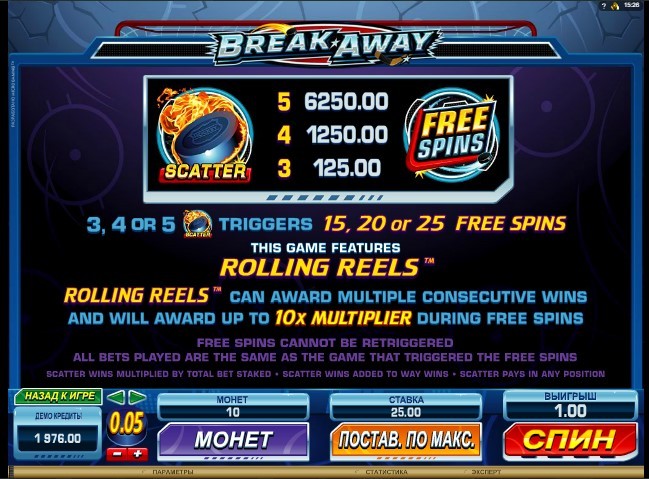 ? 15:26
BREAK★AWAY
5 6250.00
4 1250.00
3 125.00
SCATTER
FREE
SPINS
3, 4 OR 5 SCATTER TRIGGERS 15, 20 or 25 FREE SPINS
THIS GAME FEATURES
ROLLING REELS™
ROLLING REELS™ CAN AWARD MULTIPLE CONSECUTIVE WINS
AND WILL AWARD UP TO 10x MULTIPLIER DURING FREE SPINS
FREE SPINS CANNOT BE RETRIGGERED
ALL BETS PLAYED ARE THE SAME AS THE GAME THAT TRIGGERED THE FREE SPINS
SCATTER WINS MULTIPLIED BY TOTAL BET STAKED • SCATTER WINS ADDED TO WAY WINS • SCATTER PAYS IN ANY POSITION
НАЗАД К ИГРЕ
ДЕМО КРЕДИТЫ:
1 976.00
0.05
МОНЕТ
10
СТАВКА
25.00
ВЫИГРЫШ
1.00
МОНЕТ
ПОСТАВ. ПО МАКС.
СПИН
ПАРАМЕТРЫ
СТАТИСТИКА
ЭКСПЕРТ